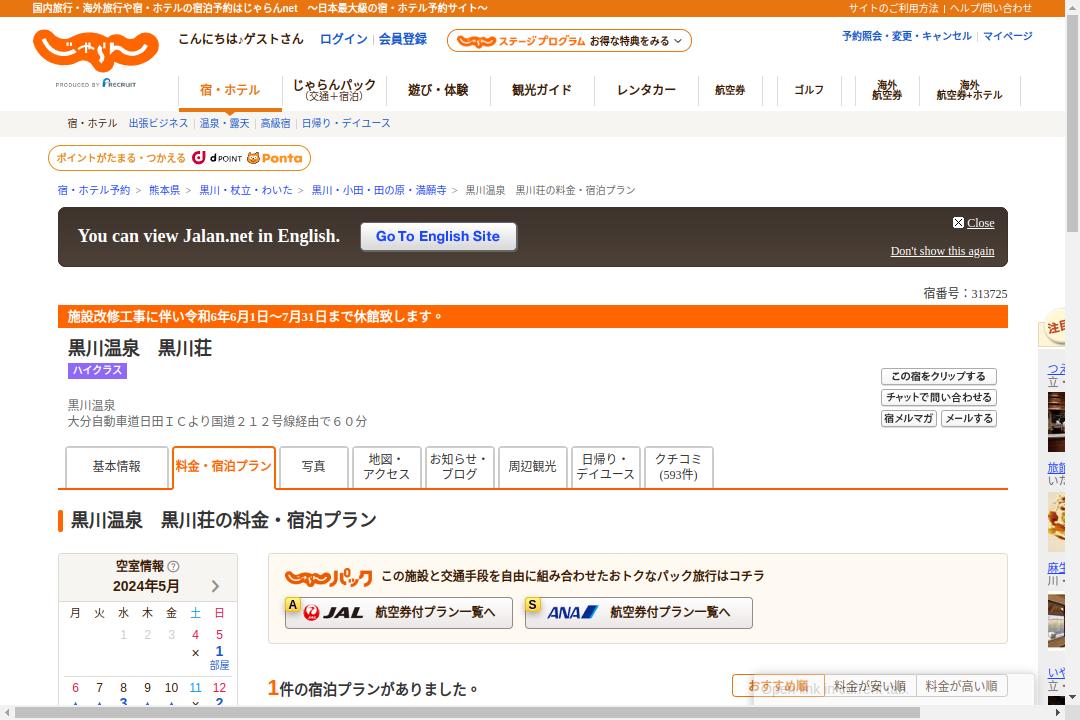 国内旅行・海外旅行や宿・ホテルの宿泊予約はじゃらんnet　～日本最大級の宿・ホテル予約サイト～
サイトのご利用方法 | ヘルプ/問い合わせ
じゃらん
PRODUCED BY RECRUIT
こんにちは♪ゲストさん
ログイン | 会員登録
じゃらん ステージプログラム お得な特典をみる
予約照会・変更・キャンセル | マイページ
宿・ホテル
じゃらんパック
（交通＋宿泊）
遊び・体験
観光ガイド
レンタカー
航空券
ゴルフ
海外
航空券
海外
航空券+ホテル
宿・ホテル　出張ビジネス | 温泉・露天 | 高級宿 | 日帰り・デイユース
ポイントがたまる・つかえる d POINT Ponta
宿・ホテル予約 > 熊本県 > 黒川・杖立・わいた > 黒川・小田・田の原・満願寺 > 黒川温泉　黒川荘の料金・宿泊プラン
You can view Jalan.net in English.
Go To English Site
Close
Don't show this again
宿番号：313725
施設改修工事に伴い令和6年6月1日～7月31日まで休館致します。
黒川温泉　黒川荘
ハイクラス
黒川温泉
大分自動車道日田ＩＣより国道２１２号線経由で６０分
この宿をクリップする
チャットで問い合わせる
宿メルマガ
メールする
基本情報
料金・宿泊プラン
写真
地図・
アクセス
お知らせ・
ブログ
周辺観光
日帰り・
デイユース
クチコミ
(593件)
黒川温泉　黒川荘の料金・宿泊プラン
空室情報 ?
2024年5月
月 火 水 木 金 土 日
1 2 3 4 5
× 1
部屋
6 7 8 9 10 11 12
3 × 2
じゃらんパック この施設と交通手段を自由に組み合わせたおトクなパック旅行はコチラ
A JAL 航空券付プラン一覧へ
S ANA 航空券付プラン一覧へ
1件の宿泊プランがありました。
おすすめ順
料金が安い順
料金が高い順
注目
つえ
立・
旅館
いた
麻生
川・
いや
立・